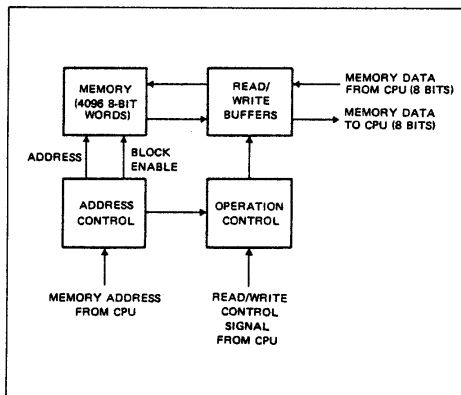 MEMORY
(4096 8-BIT
WORDS)
READ/
WRITE
BUFFERS
MEMORY DATA
FROM CPU (8 BITS)
MEMORY DATA
TO CPU (8 BITS)
ADDRESS
BLOCK
ENABLE
ADDRESS
CONTROL
OPERATION
CONTROL
MEMORY ADDRESS
FROM CPU
READ/WRITE
CONTROL
SIGNAL
FROM CPU